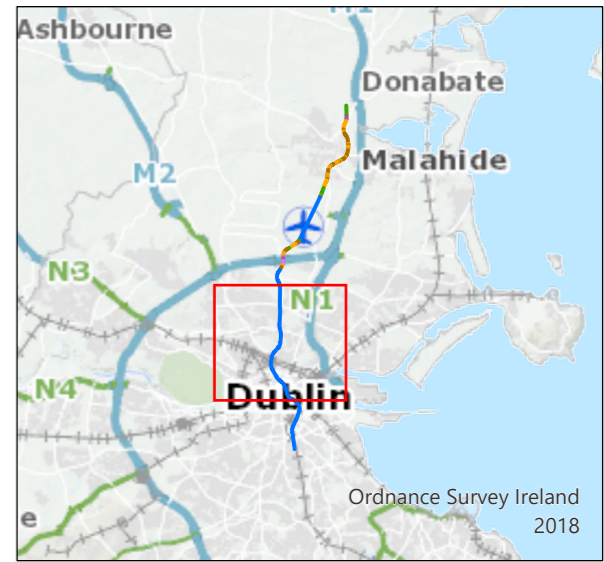 M1
Ashbourne
Donabate
Malahide
M2
N3
N1
N4
Dublin
Ordnance Survey Ireland
2018
e